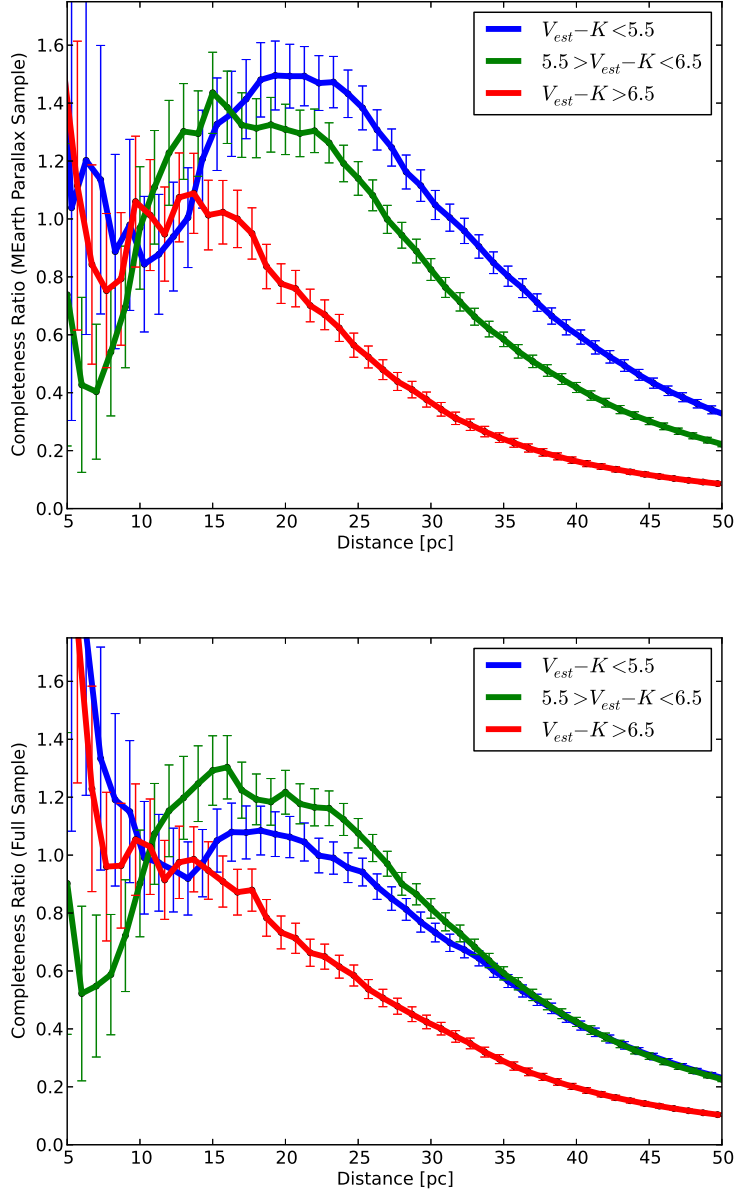 Completeness Ratio (MEarth Parallax Sample)
1.6
1.4
1.2
1.0
0.8
0.6
0.4
0.2
0.0
V_est−K<5.5
5.5>V_est−K<6.5
V_est−K>6.5
5 10 15 20 25 30 35 40 45 50
Distance [pc]
Completeness Ratio (Full Sample)
1.6
1.4
1.2
1.0
0.8
0.6
0.4
0.2
0.0
V_est−K<5.5
5.5>V_est−K<6.5
V_est−K>6.5
5 10 15 20 25 30 35 40 45 50
Distance [pc]